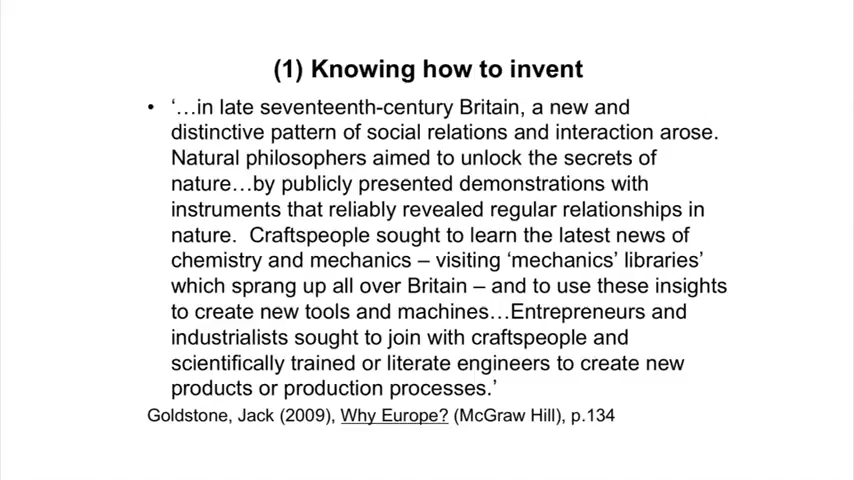 (1) Knowing how to invent
• ‘…in late seventeenth-century Britain, a new and
distinctive pattern of social relations and interaction arose.
Natural philosophers aimed to unlock the secrets of
nature…by publicly presented demonstrations with
instruments that reliably revealed regular relationships in
nature.  Craftspeople sought to learn the latest news of
chemistry and mechanics – visiting ‘mechanics’ libraries’
which sprang up all over Britain – and to use these insights
to create new tools and machines…Entrepreneurs and
industrialists sought to join with craftspeople and
scientifically trained or literate engineers to create new
products or production processes.’
Goldstone, Jack (2009), Why Europe? (McGraw Hill), p.134